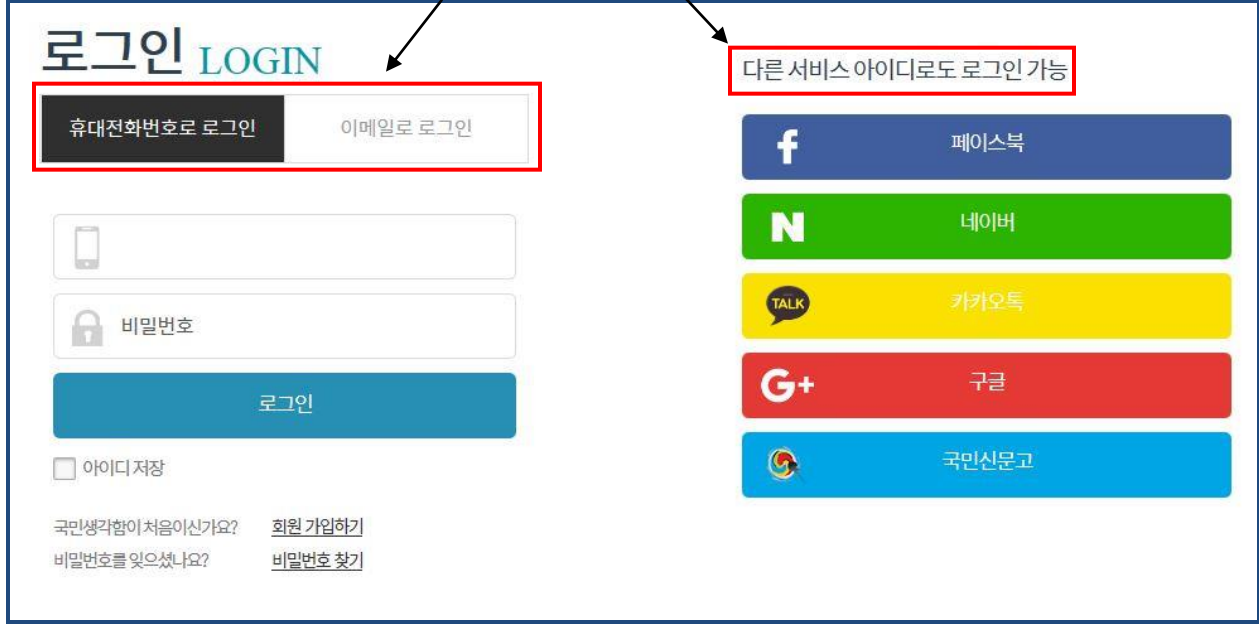 로그인 LOGIN
휴대전화번호로 로그인
이메일로 로그인
비밀번호
로그인
아이디 저장
국민생각함이 처음이신가요? 회원 가입하기
비밀번호를 잊으셨나요? 비밀번호 찾기
다른 서비스 아이디로도 로그인 가능
f 페이스북
N 네이버
TALK 카카오톡
G+ 구글
국민신문고